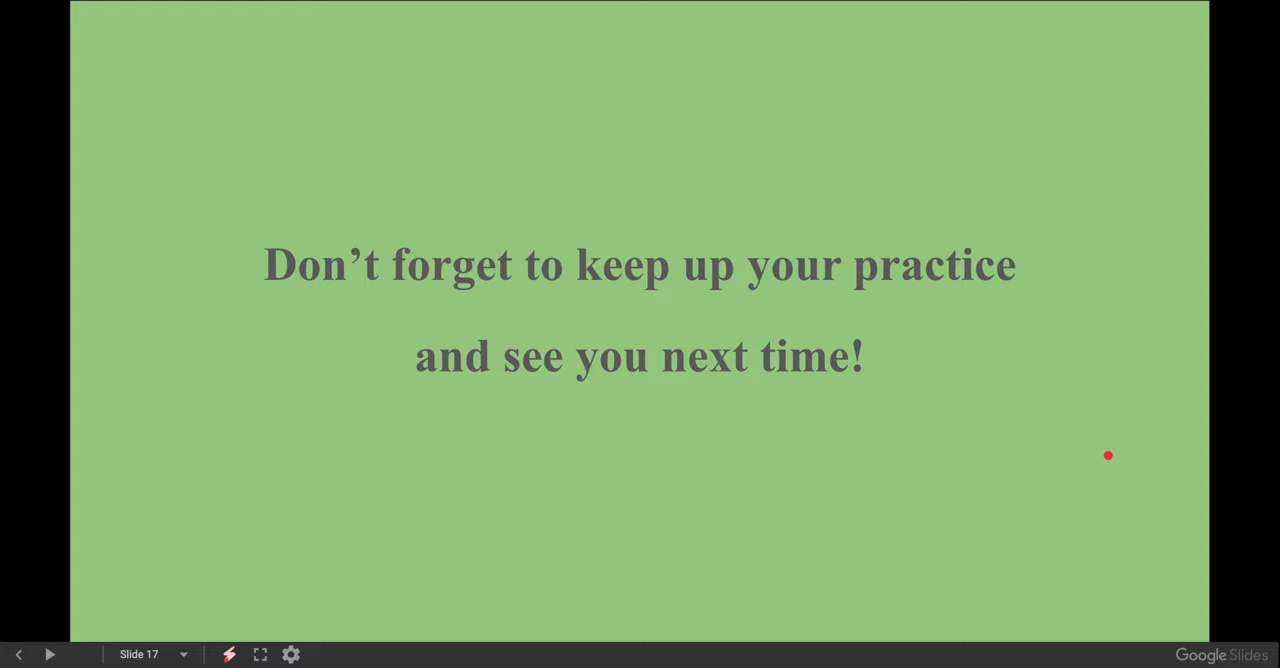 Don’t forget to keep up your practice
and see you next time!
Slide 17
Google Slides